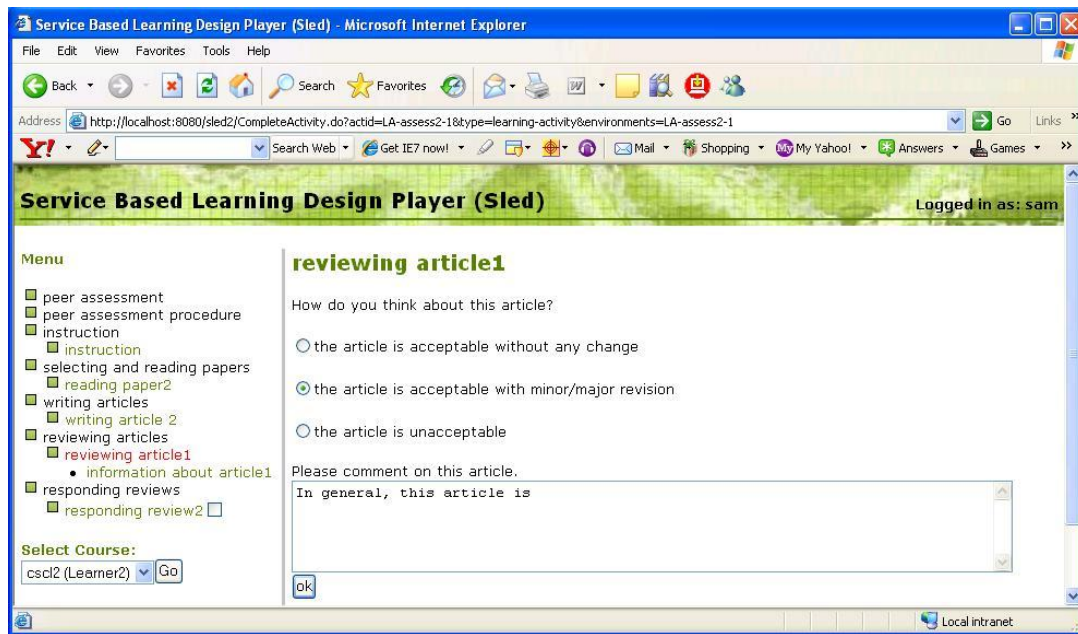 Service Based Learning Design Player (Sled) - Microsoft Internet Explorer
File Edit View Favorites Tools Help
Back Search Favorites
Address http://localhost:8080/sled2/CompleteActivity.do?actid=LA-assess2-1&type=learning-activity&environments=LA-assess2-1 Go Links »
Y! Search Web Get IE7 now! Mail Shopping My Yahoo! Answers Games »
Service Based Learning Design Player (Sled)
Logged in as: sam
Menu
peer assessment
peer assessment procedure
instruction
instruction
selecting and reading papers
reading paper2
writing articles
writing article 2
reviewing articles
reviewing article1
information about article1
responding reviews
responding review2
Select Course:
cscl2 (Learner2) Go
reviewing article1
How do you think about this article?
the article is acceptable without any change
the article is acceptable with minor/major revision
the article is unacceptable
Please comment on this article.
In general, this article is
ok
Local intranet